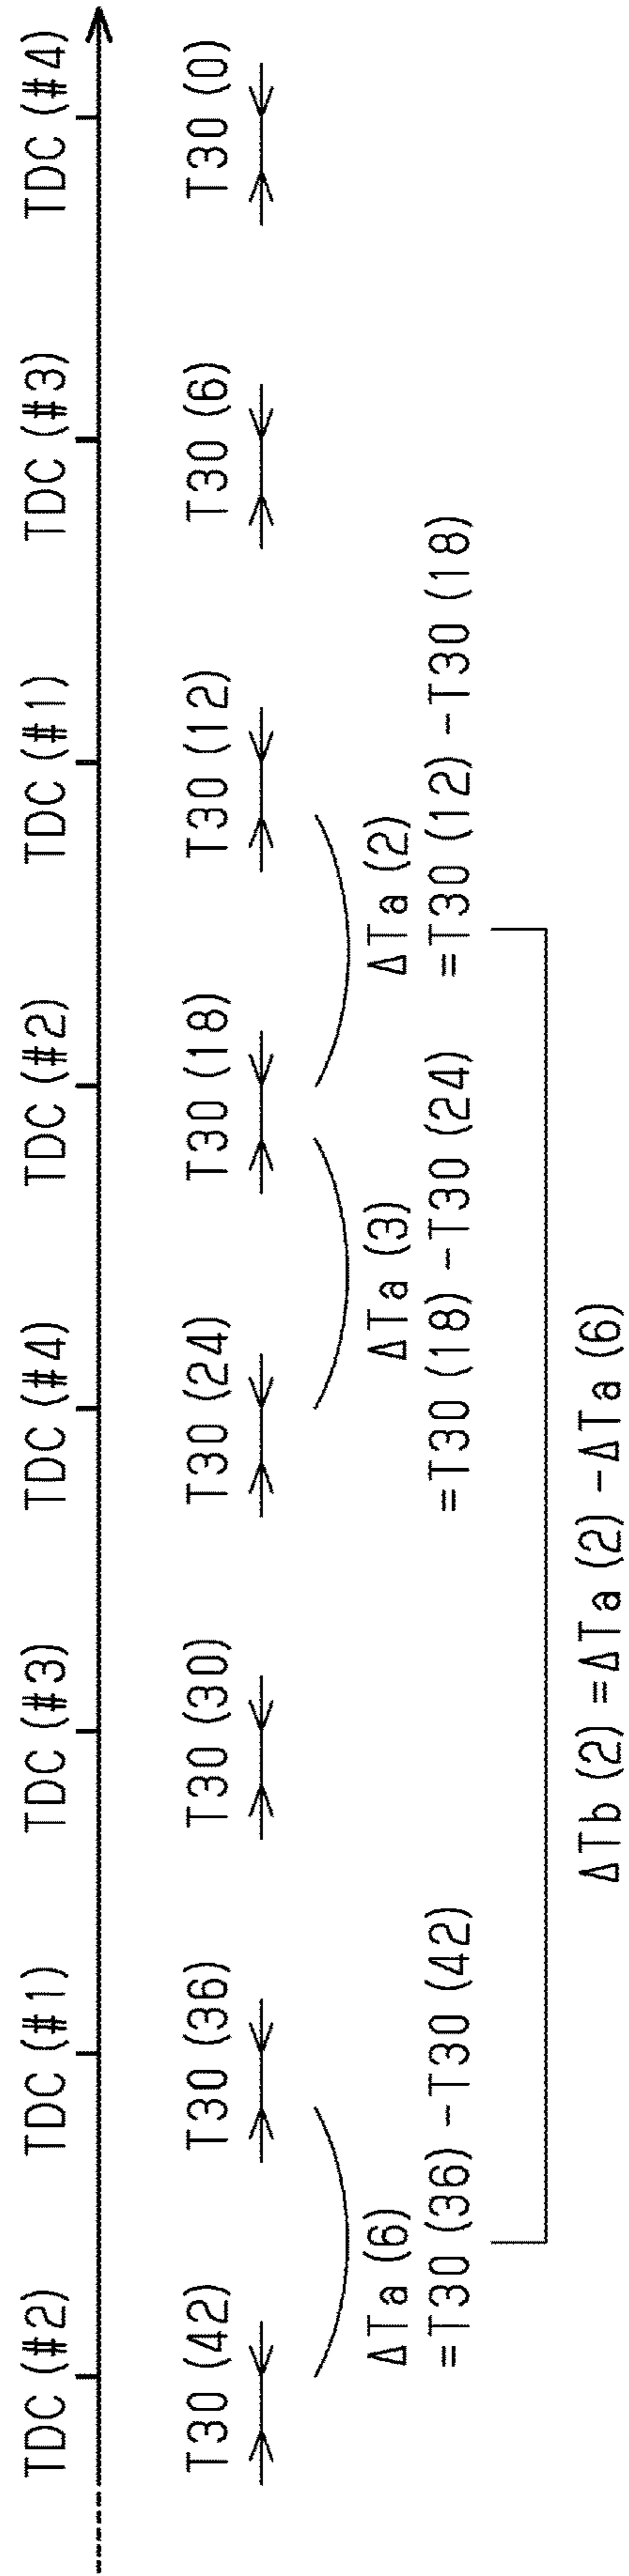 TDC (#2) TDC (#1) TDC (#3) TDC (#4) TDC (#2) TDC (#1) TDC (#3) TDC (#4)
T30 (42) T30 (36) T30 (30) T30 (24) T30 (18) T30 (12) T30 (6) T30 (0)
ΔTa (6) ΔTa (3) ΔTa (2)
=T30 (36) -T30 (42) =T30 (18) -T30 (24) =T30 (12) -T30 (18)
ΔTb (2) =ΔTa (2) -ΔTa (6)